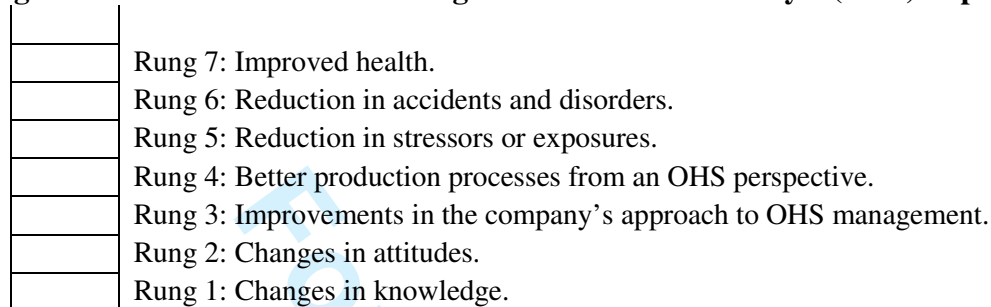 Rung 7: Improved health.
Rung 6: Reduction in accidents and disorders.
Rung 5: Reduction in stressors or exposures.
Rung 4: Better production processes from an OHS perspective.
Rung 3: Improvements in the company's approach to OHS management.
Rung 2: Changes in attitudes.
Rung 1: Changes in knowledge.